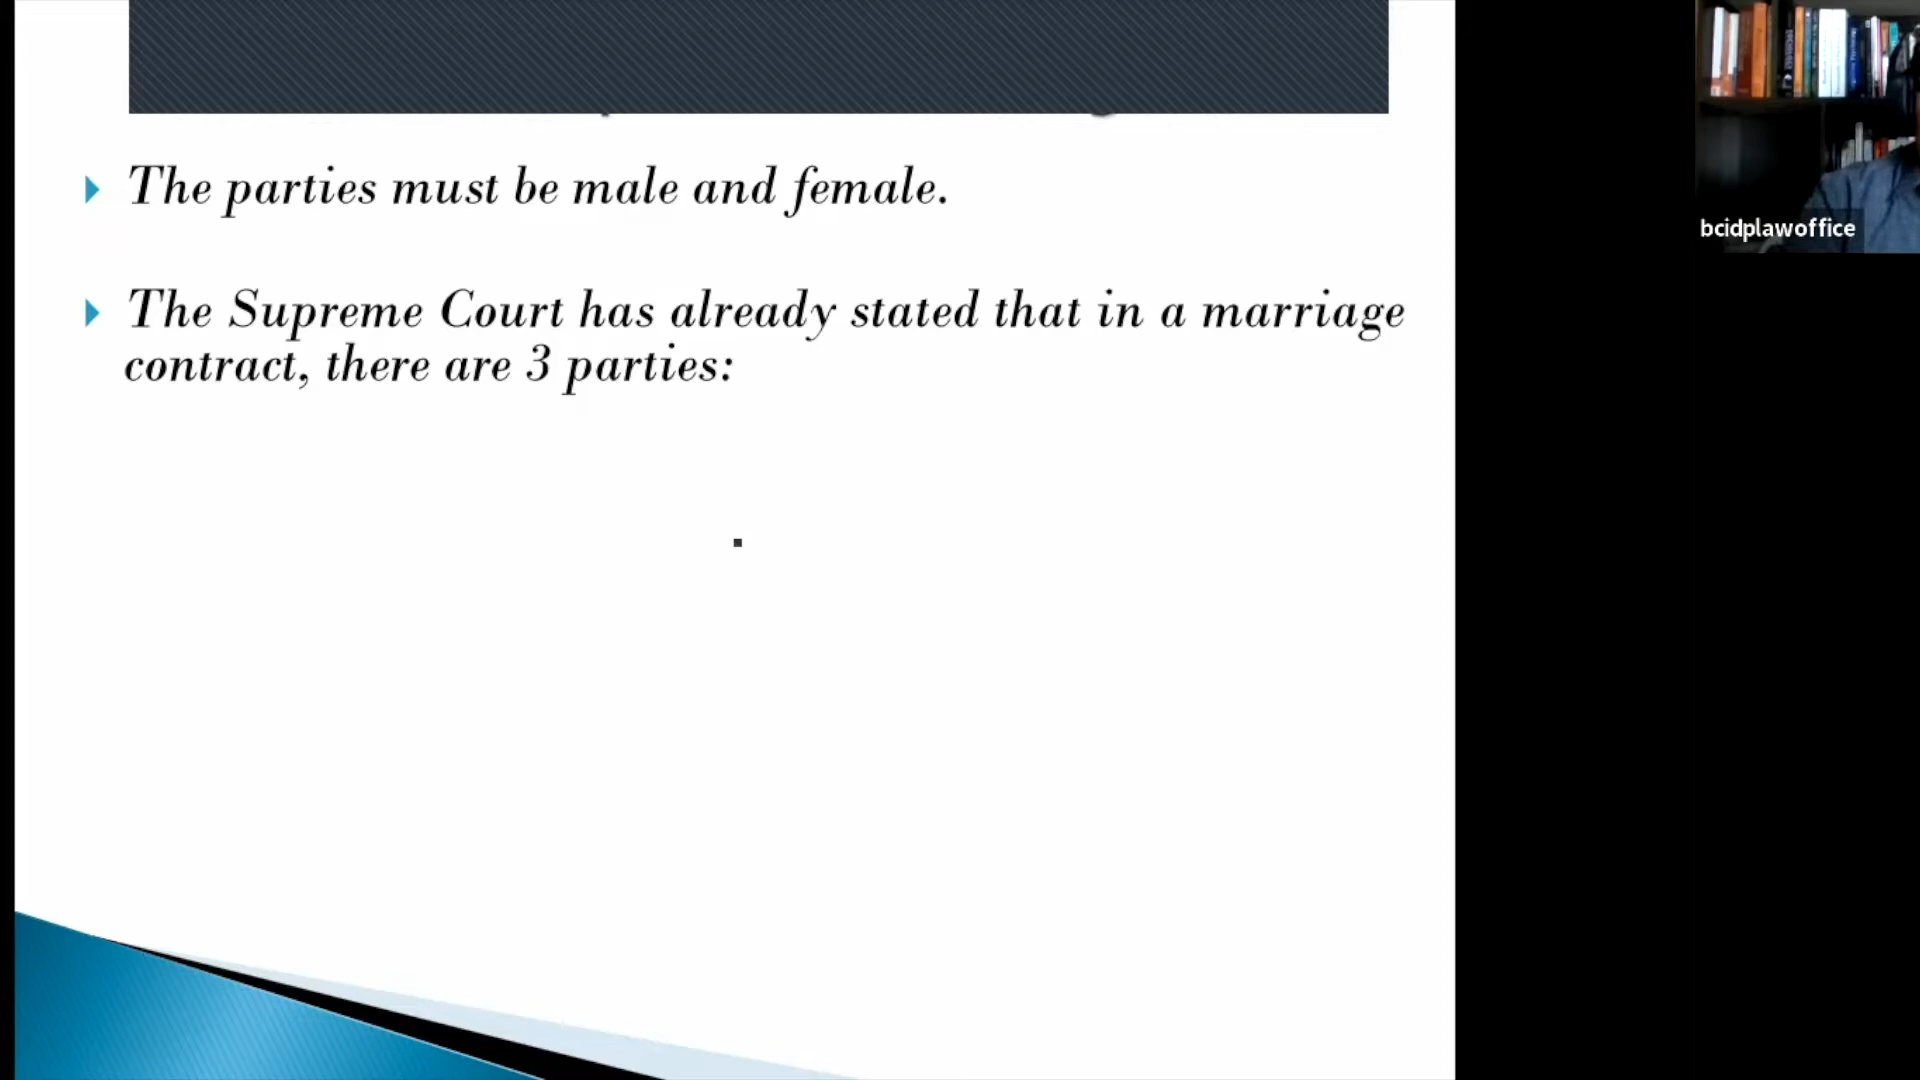 The parties must be male and female.
The Supreme Court has already stated that in a marriage
contract, there are 3 parties:
bcidplawoffice